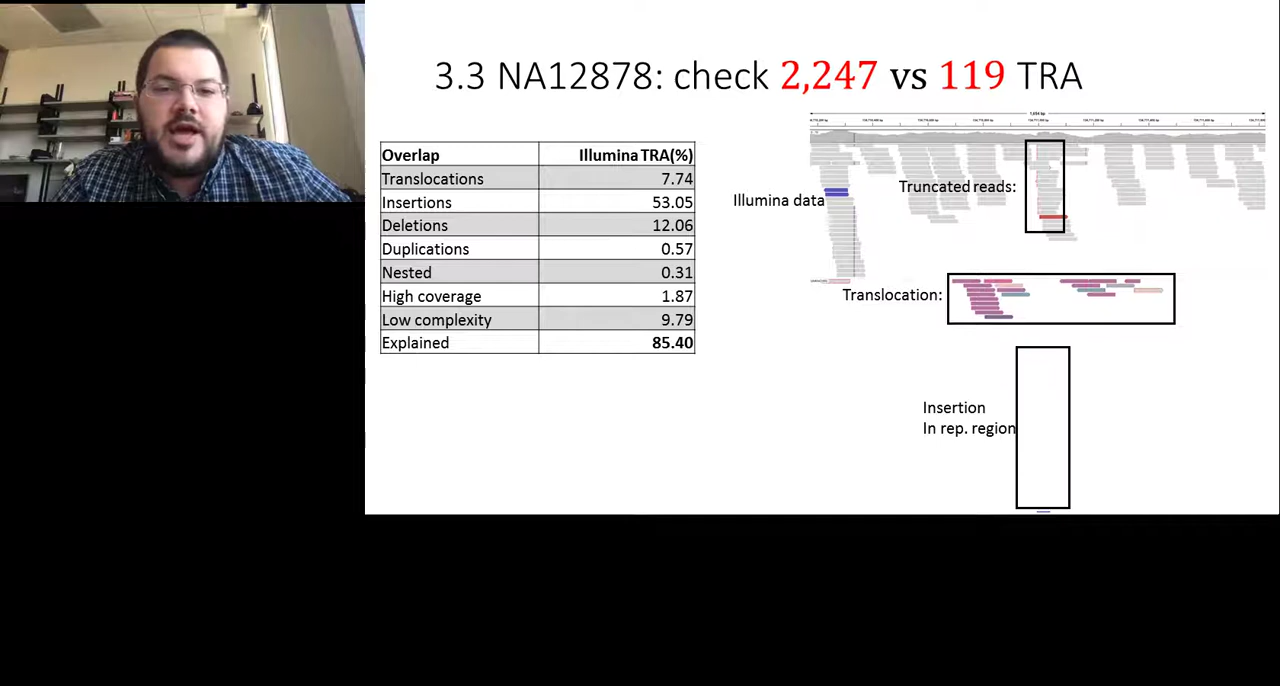 3.3 NA12878: check 2,247 vs 119 TRA
Overlap Illumina TRA(%)
Translocations 7.74
Insertions 53.05
Deletions 12.06
Duplications 0.57
Nested 0.31
High coverage 1.87
Low complexity 9.79
Explained 85.40
Illumina data
Truncated reads:
Translocation:
Insertion
In rep. region